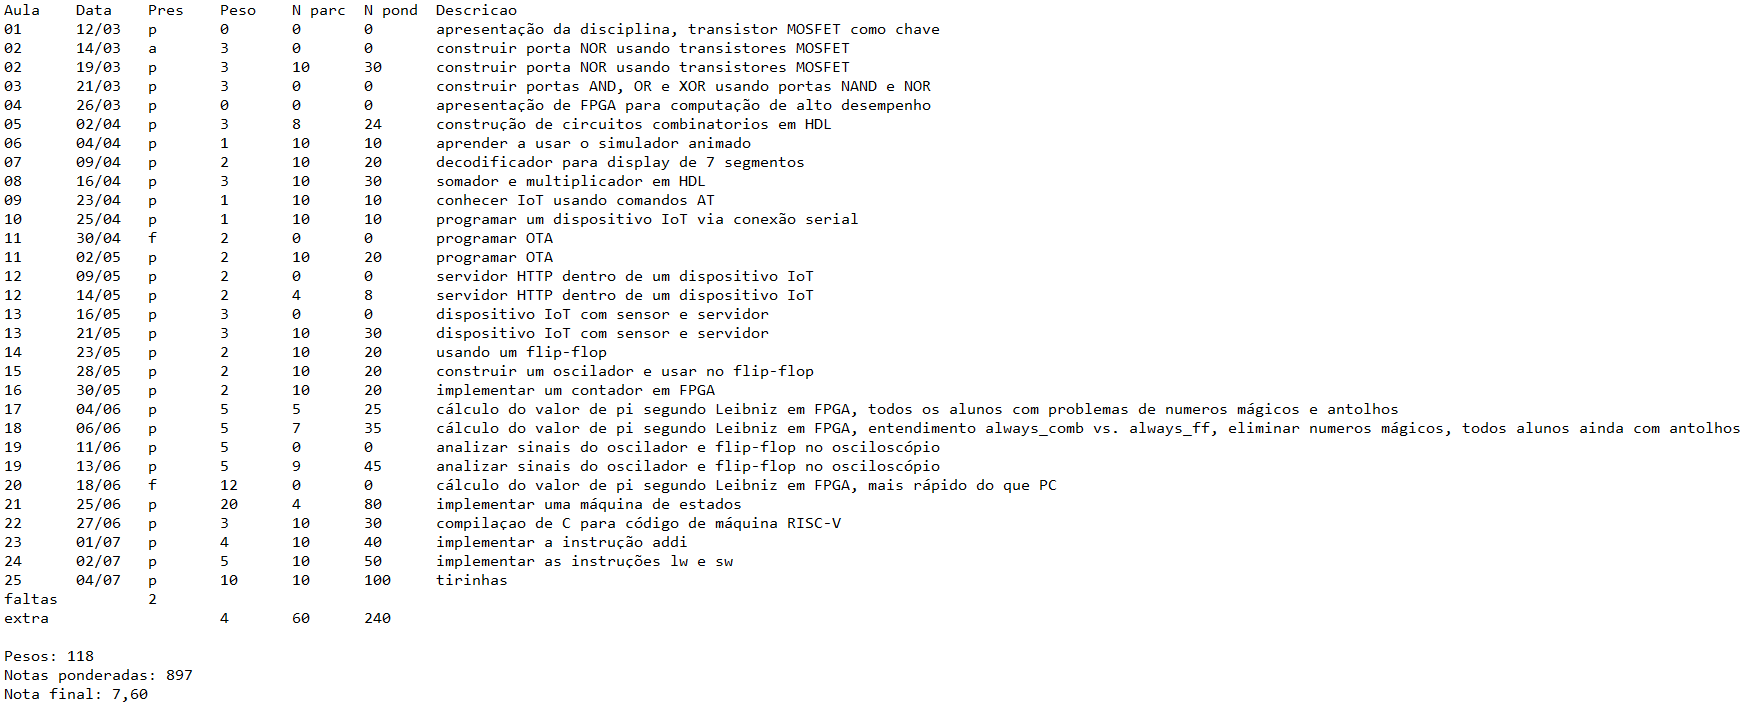 Aula Data Pres Peso N parc N pond Descricao
01 12/03 p 0 0 0 apresentação da disciplina, transistor MOSFET como chave
02 14/03 a 3 0 0 construir porta NOR usando transistores MOSFET
02 19/03 p 3 10 30 construir porta NOR usando transistores MOSFET
03 21/03 p 3 0 0 construir portas AND, OR e XOR usando portas NAND e NOR
04 26/03 p 0 0 0 apresentação de FPGA para computação de alto desempenho
05 02/04 p 3 8 24 construção de circuitos combinatorios em HDL
06 04/04 p 1 10 10 aprender a usar o simulador animado
07 09/04 p 2 10 20 decodificador para display de 7 segmentos
08 16/04 p 3 10 30 somador e multiplicador em HDL
09 23/04 p 1 10 10 conhecer IoT usando comandos AT
10 25/04 p 1 10 10 programar um dispositivo IoT via conexão serial
11 30/04 f 2 0 0 programar OTA
11 02/05 p 2 10 20 programar OTA
12 09/05 p 2 0 0 servidor HTTP dentro de um dispositivo IoT
12 14/05 p 2 4 8 servidor HTTP dentro de um dispositivo IoT
13 16/05 p 3 0 0 dispositivo IoT com sensor e servidor
13 21/05 p 3 10 30 dispositivo IoT com sensor e servidor
14 23/05 p 2 10 20 usando um flip-flop
15 28/05 p 2 10 20 construir um oscilador e usar no flip-flop
16 30/05 p 2 10 20 implementar um contador em FPGA
17 04/06 p 5 5 25 cálculo do valor de pi segundo Leibniz em FPGA, todos os alunos com problemas de numeros mágicos e antolhos
18 06/06 p 5 7 35 cálculo do valor de pi segundo Leibniz em FPGA, entendimento always_comb vs. always_ff, eliminar numeros mágicos, todos alunos ainda com antolhos
19 11/06 p 5 0 0 analizar sinais do oscilador e flip-flop no osciloscópio
19 13/06 p 5 9 45 analizar sinais do oscilador e flip-flop no osciloscópio
20 18/06 f 12 0 0 cálculo do valor de pi segundo Leibniz em FPGA, mais rápido do que PC
21 25/06 p 20 4 80 implementar uma máquina de estados
22 27/06 p 3 10 30 compilaçao de C para código de máquina RISC-V
23 01/07 p 4 10 40 implementar a instrução addi
24 02/07 p 5 10 50 implementar as instruções lw e sw
25 04/07 p 10 10 100 tirinhas
faltas 2
extra 4 60 240
Pesos: 118
Notas ponderadas: 897
Nota final: 7,60